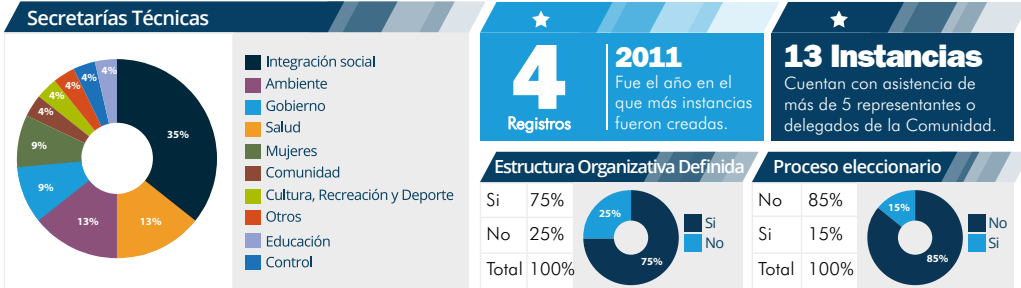 Secretarías Técnicas
35%
13%
13%
9%
9%
4%
4%
4%
4%
4%
Integración social
Ambiente
Gobierno
Salud
Mujeres
Comunidad
Cultura, Recreación y Deporte
Otros
Educación
Control
4
Registros
2011
Fue el año en el
que más instancias
fueron creadas.
13 Instancias
Cuentan con asistencia de
más de 5 representantes o
delegados de la Comunidad.
Estructura Organizativa Definida
Si 75%
No 25%
Total 100%
25%
75%
Si
No
Proceso eleccionario
No 85%
Si 15%
Total 100%
15%
85%
No
Si